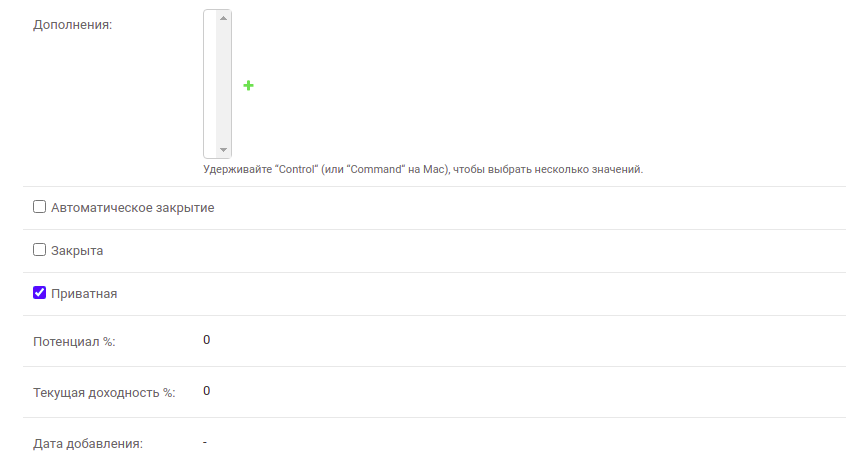 Дополнения:
Удерживайте “Control“ (или “Command“ на Mac), чтобы выбрать несколько значений.
Автоматическое закрытие
Закрыта
Приватная
Потенциал %: 0
Текущая доходность %: 0
Дата добавления: -